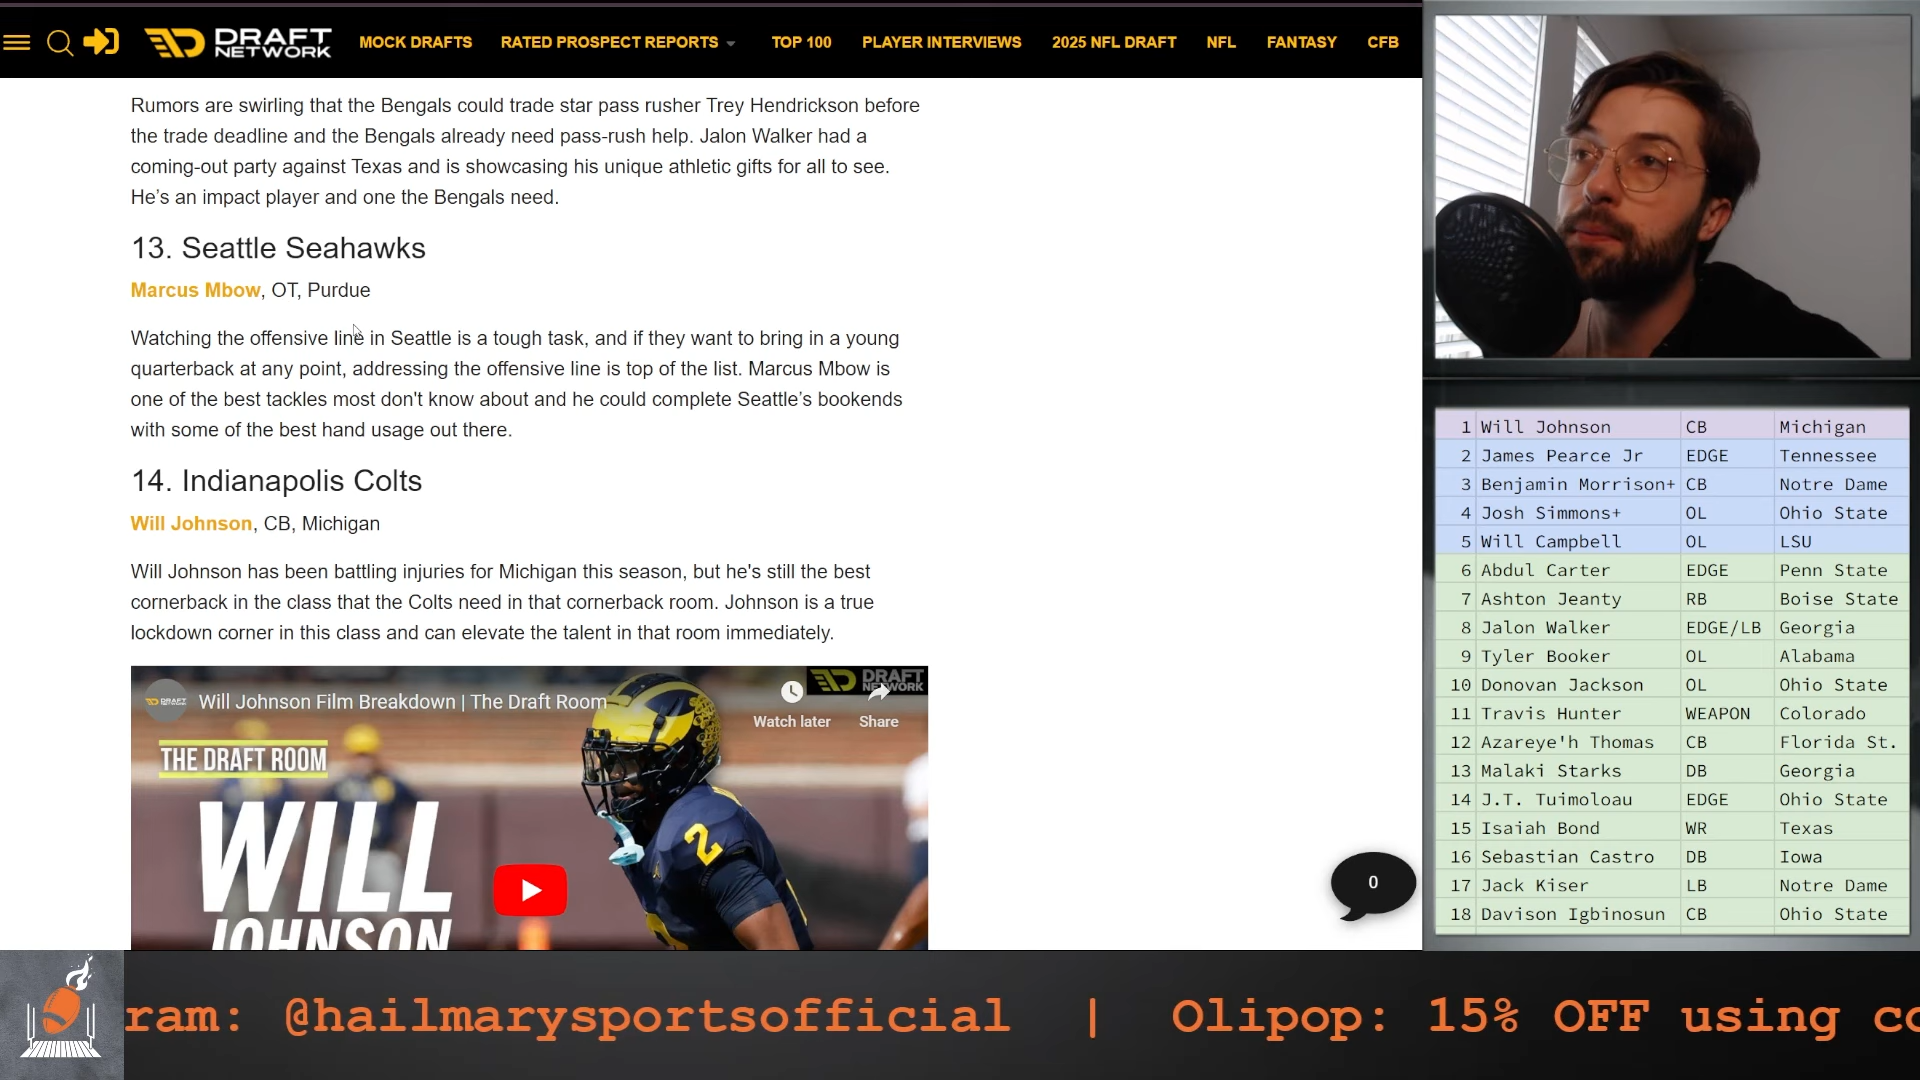 DRAFT NETWORK
MOCK DRAFTS
RATED PROSPECT REPORTS
TOP 100
PLAYER INTERVIEWS
2025 NFL DRAFT
NFL
FANTASY
CFB
Rumors are swirling that the Bengals could trade star pass rusher Trey Hendrickson before
the trade deadline and the Bengals already need pass-rush help. Jalon Walker had a
coming-out party against Texas and is showcasing his unique athletic gifts for all to see.
He’s an impact player and one the Bengals need.
13. Seattle Seahawks
Marcus Mbow, OT, Purdue
Watching the offensive line in Seattle is a tough task, and if they want to bring in a young
quarterback at any point, addressing the offensive line is top of the list. Marcus Mbow is
one of the best tackles most don't know about and he could complete Seattle’s bookends
with some of the best hand usage out there.
14. Indianapolis Colts
Will Johnson, CB, Michigan
Will Johnson has been battling injuries for Michigan this season, but he's still the best
cornerback in the class that the Colts need in that cornerback room. Johnson is a true
lockdown corner in this class and can elevate the talent in that room immediately.
Will Johnson Film Breakdown | The Draft Room
Watch later
Share
DRAFT NETWORK
THE DRAFT ROOM
WILL
JOHNSON
2
0
1 Will Johnson CB Michigan
2 James Pearce Jr EDGE Tennessee
3 Benjamin Morrison+ CB Notre Dame
4 Josh Simmons+ OL Ohio State
5 Will Campbell OL LSU
6 Abdul Carter EDGE Penn State
7 Ashton Jeanty RB Boise State
8 Jalon Walker EDGE/LB Georgia
9 Tyler Booker OL Alabama
10 Donovan Jackson OL Ohio State
11 Travis Hunter WEAPON Colorado
12 Azareye'h Thomas CB Florida St.
13 Malaki Starks DB Georgia
14 J.T. Tuimoloau EDGE Ohio State
15 Isaiah Bond WR Texas
16 Sebastian Castro DB Iowa
17 Jack Kiser LB Notre Dame
18 Davison Igbinosun CB Ohio State
ram: @hailmarysportsofficial | Olipop: 15% OFF using co